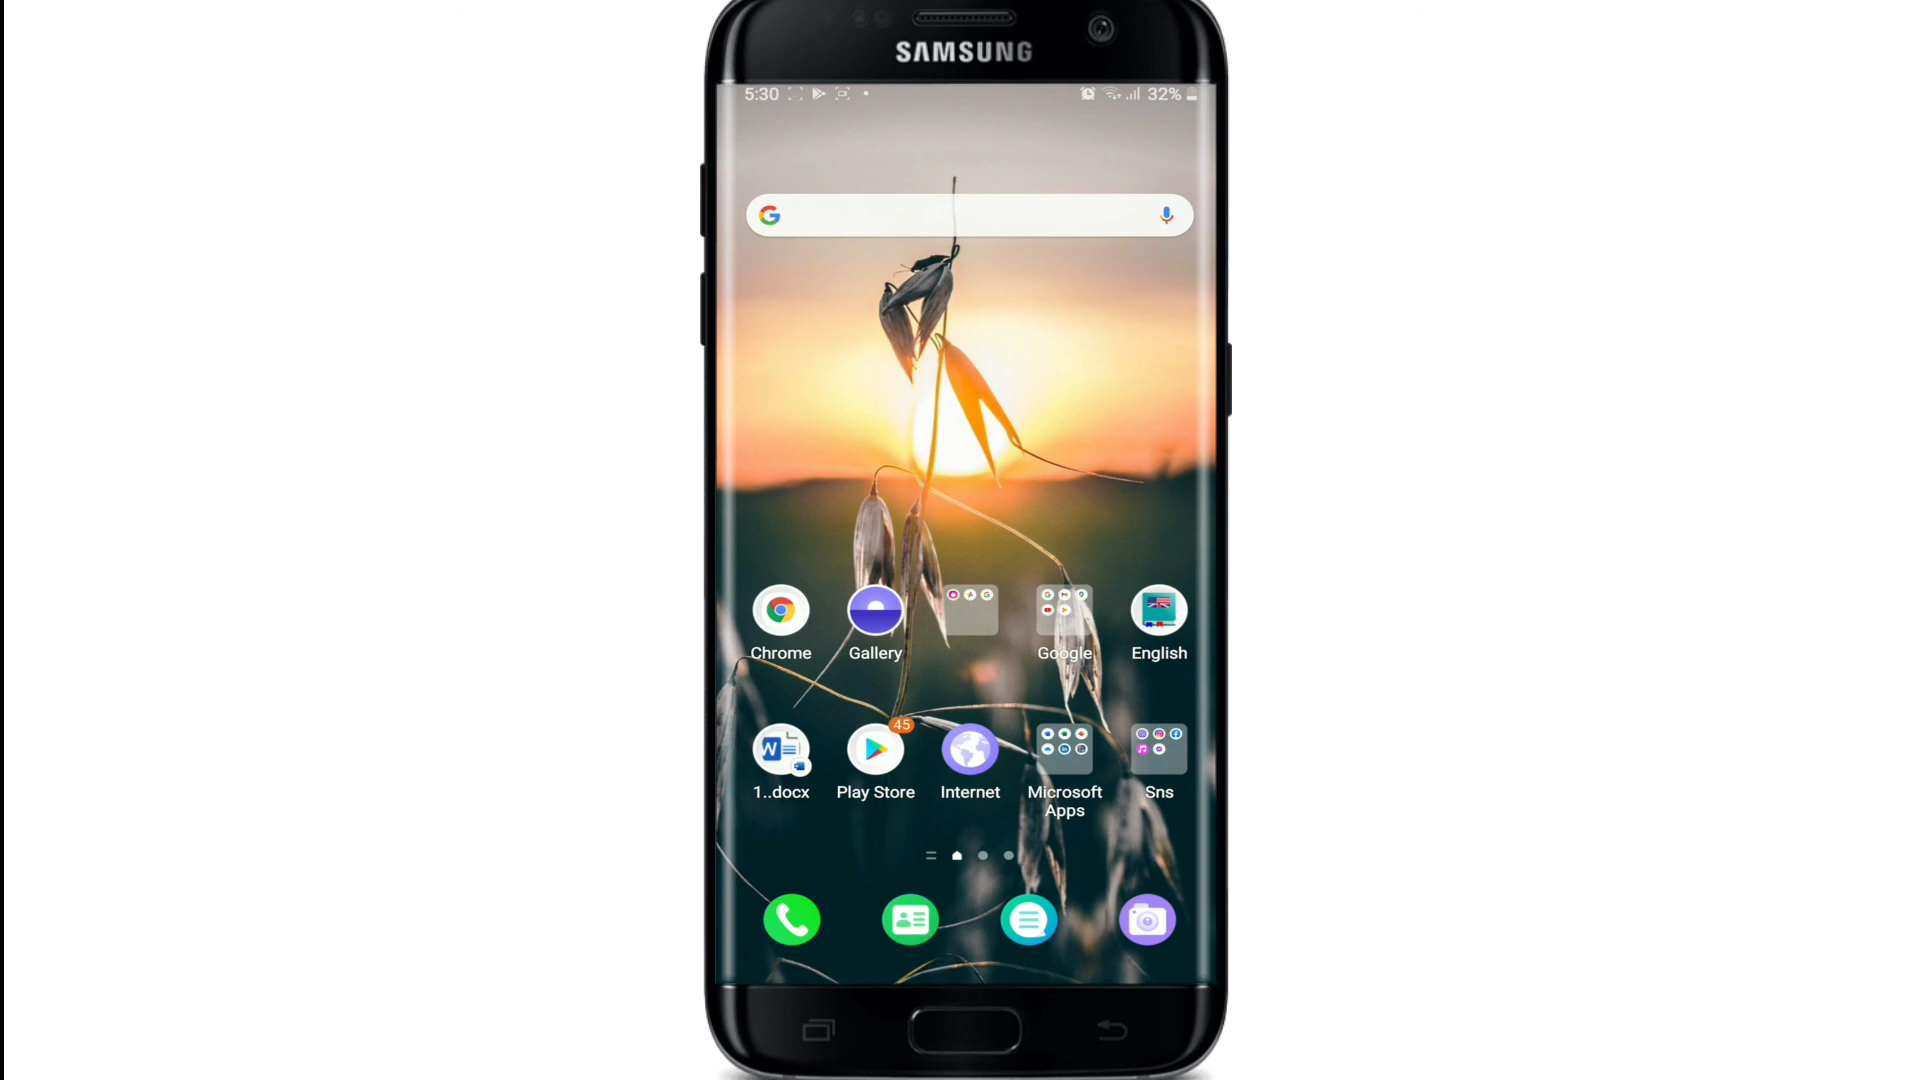 SAMSUNG
5:30 32%
Chrome Gallery Google English
45
1..docx Play Store Internet Microsoft Apps Sns